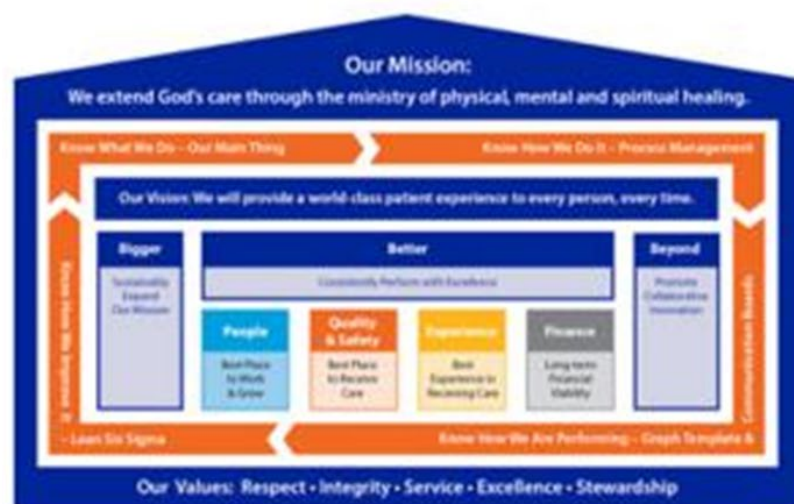 Our Mission:
We extend God's care through the ministry of physical, mental and spiritual healing.
Know What We Do – Our Main Thing
Know How We Do It – Process Management
Our Vision: We will provide a world-class patient experience to every person, every time.
Bigger
Sustainably
Expand
Our Mission
Better
Consistently Perform with Excellence
Beyond
Promote
Collaborative
Innovation
People
Best Place
to Work
& Grow
Quality
& Safety
Best Place
to Receive
Care
Experience
Best
Experience in
Receiving Care
Finance
Long-term
Financial
Viability
Communication Boards
Know How We Are Performing – Graph Template &
Know How We Improve It
– Lean Six Sigma
Our Values: Respect • Integrity • Service • Excellence • Stewardship